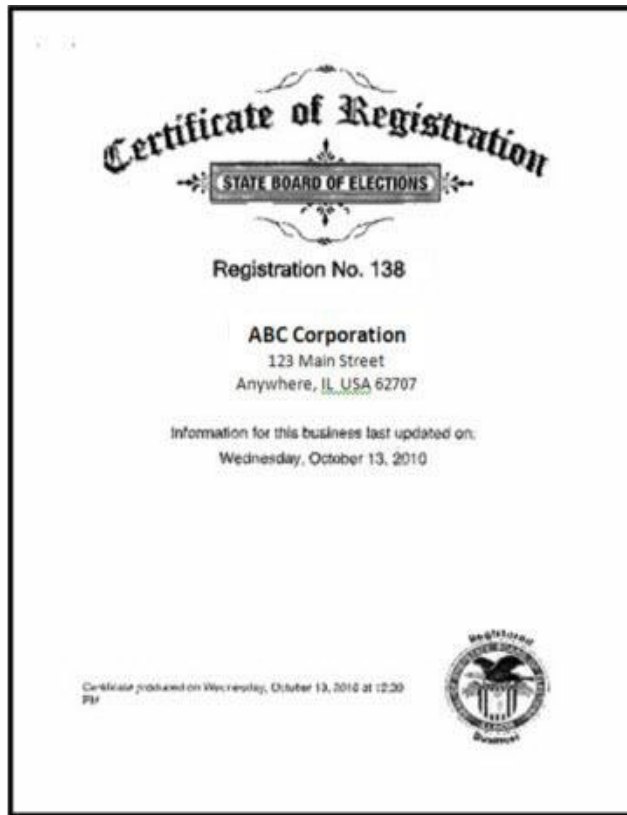 Certificate of Registration
STATE BOARD OF ELECTIONS
Registration No. 138
ABC Corporation
123 Main Street
Anywhere, IL USA 62707
Information for this business last updated on:
Wednesday, October 13, 2010
Certificate produced on Wednesday, October 13, 2010 at 12:30
PM
Registered
Business